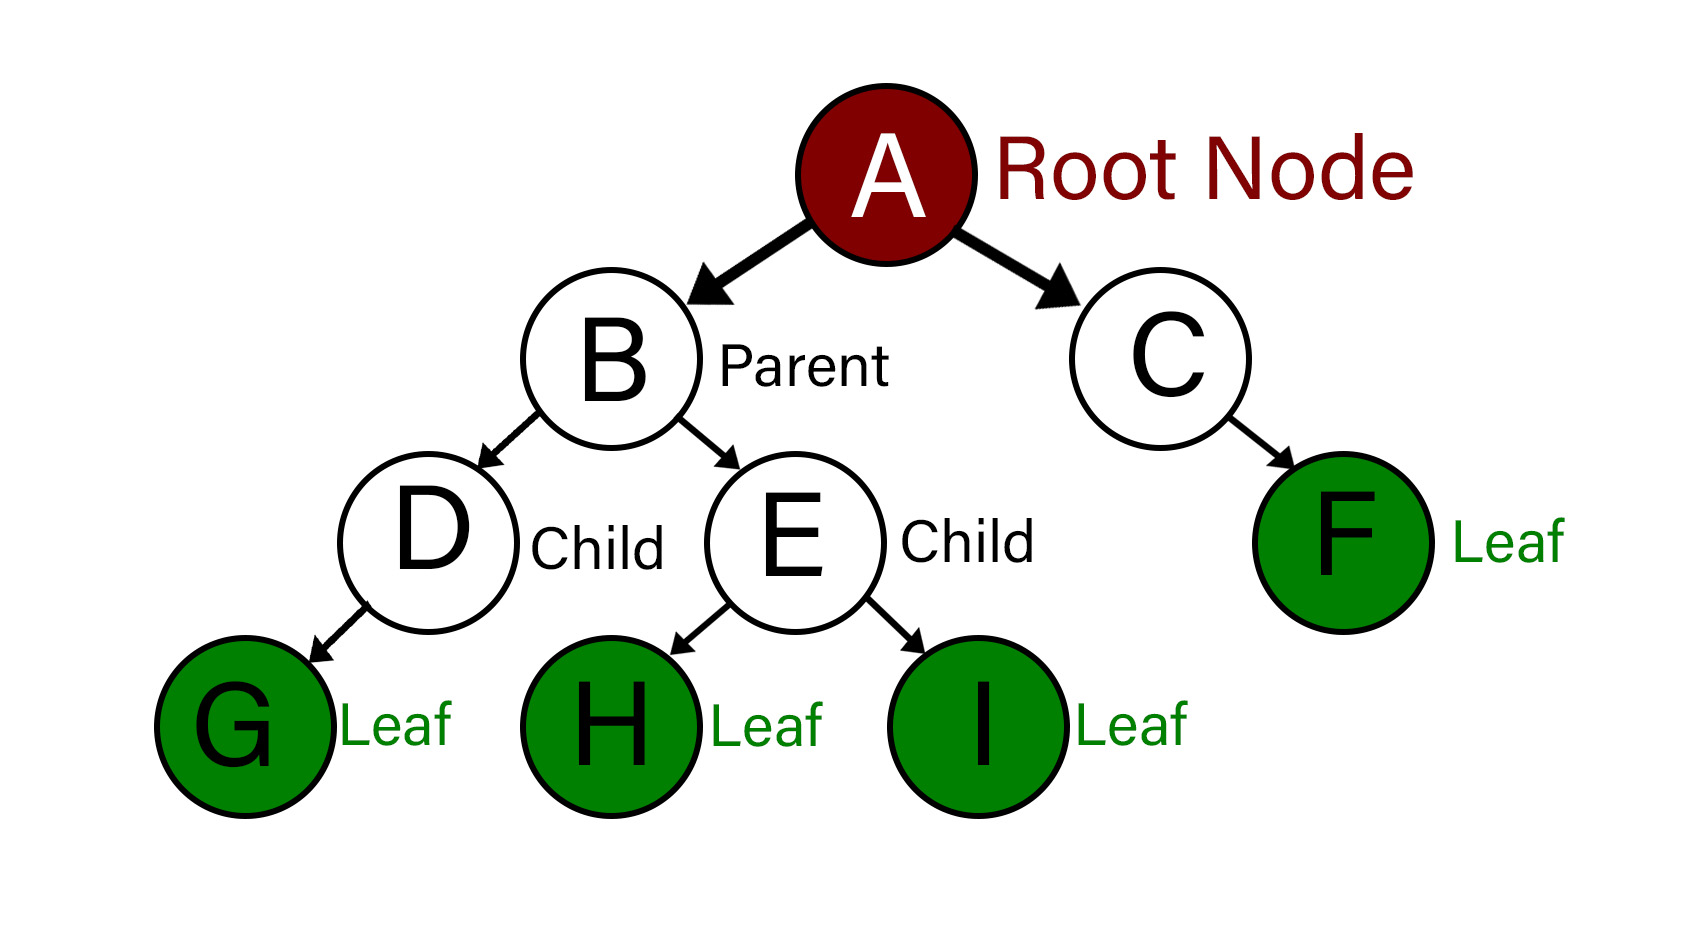 A Root Node
B Parent
C
D Child
E Child
F Leaf
G Leaf
H Leaf
I Leaf